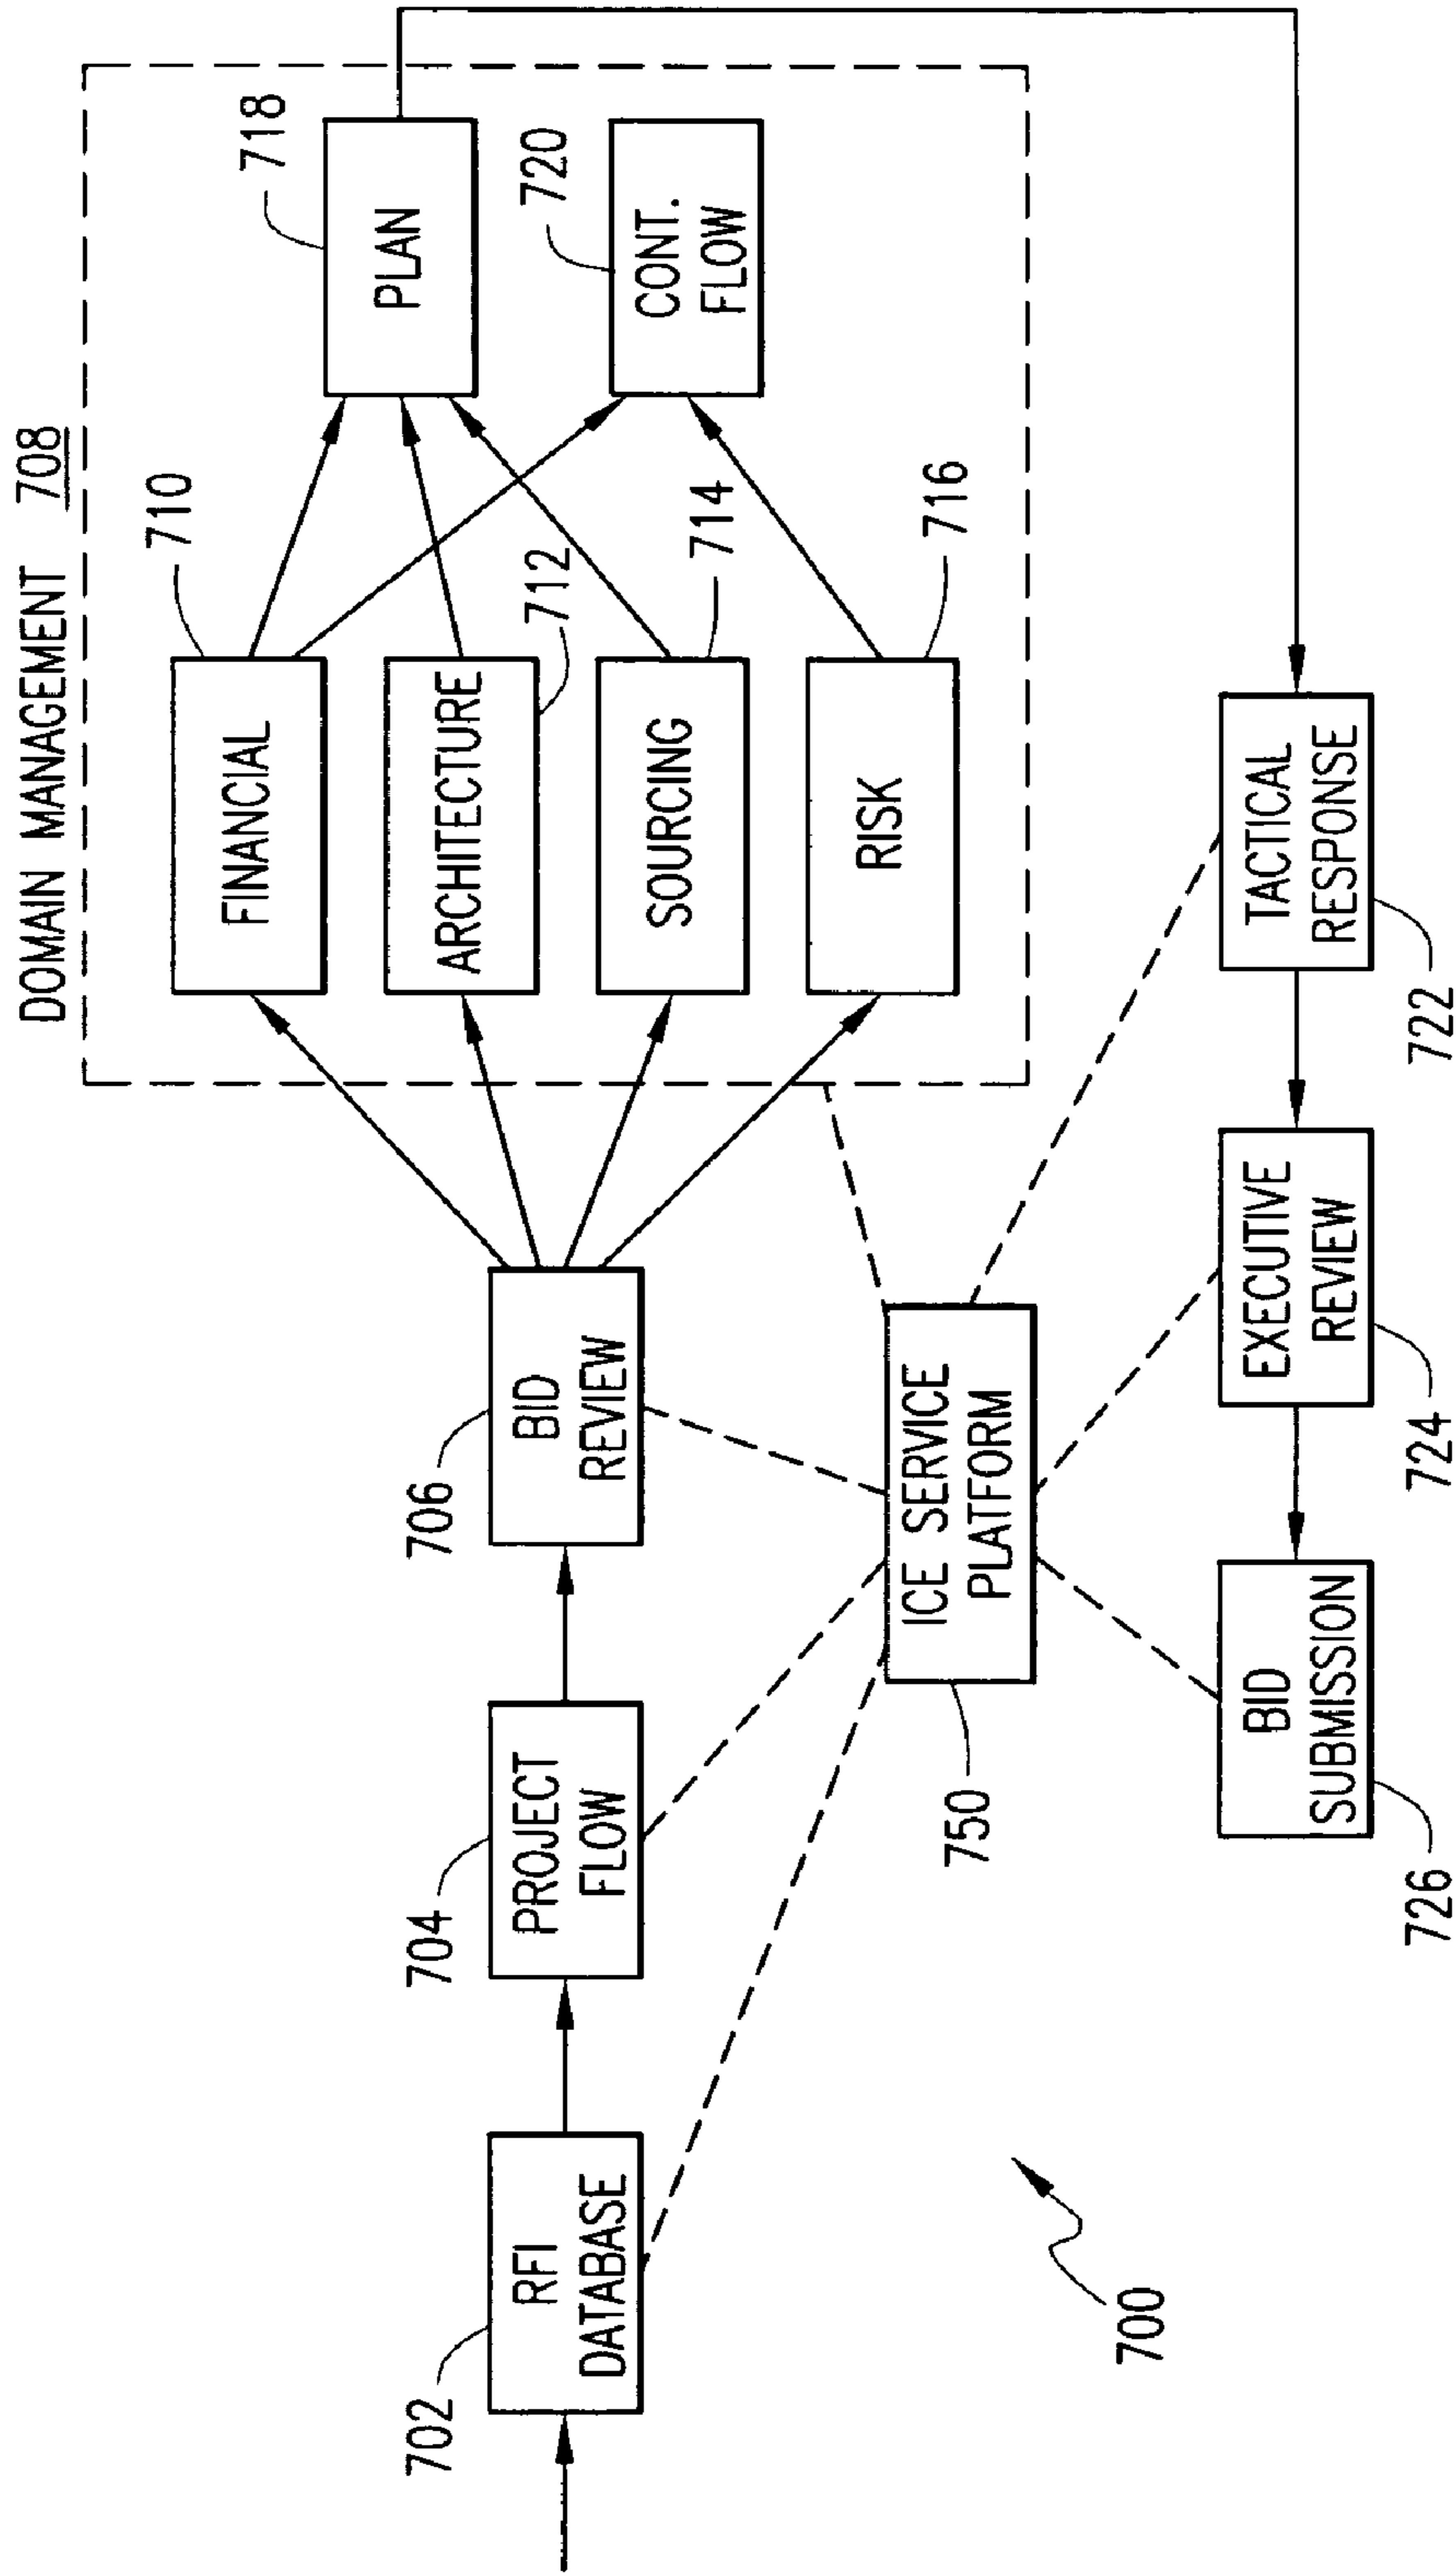 DOMAIN MANAGEMENT 708
710
718
FINANCIAL
PLAN
712
ARCHITECTURE
720
CONT.
FLOW
714
SOURCING
716
RISK
702
RFI
DATABASE
704
PROJECT
FLOW
706
BID
REVIEW
750
ICE SERVICE
PLATFORM
700
726
BID
SUBMISSION
724
EXECUTIVE
REVIEW
722
TACTICAL
RESPONSE